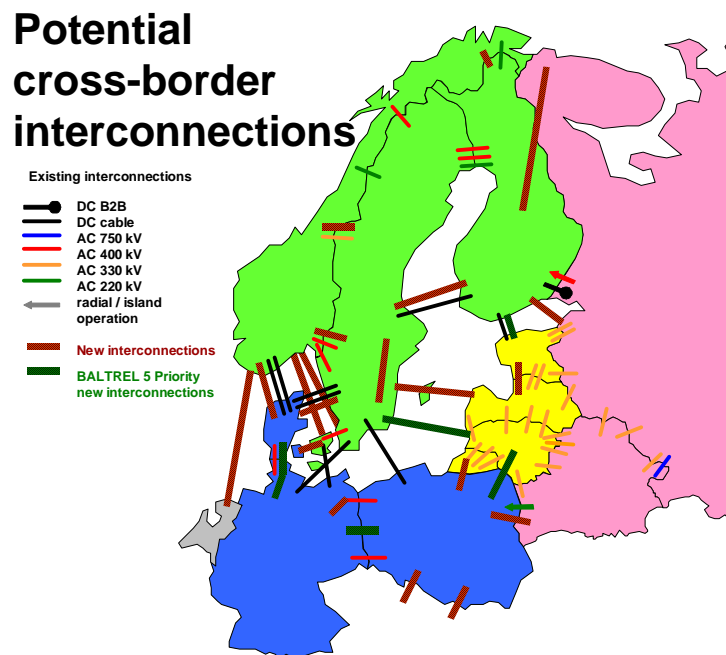 Potential
cross-border
interconnections
Existing interconnections
DC B2B
DC cable
AC 750 kV
AC 400 kV
AC 330 kV
AC 220 kV
radial / island
operation
New interconnections
BALTREL 5 Priority
new interconnections